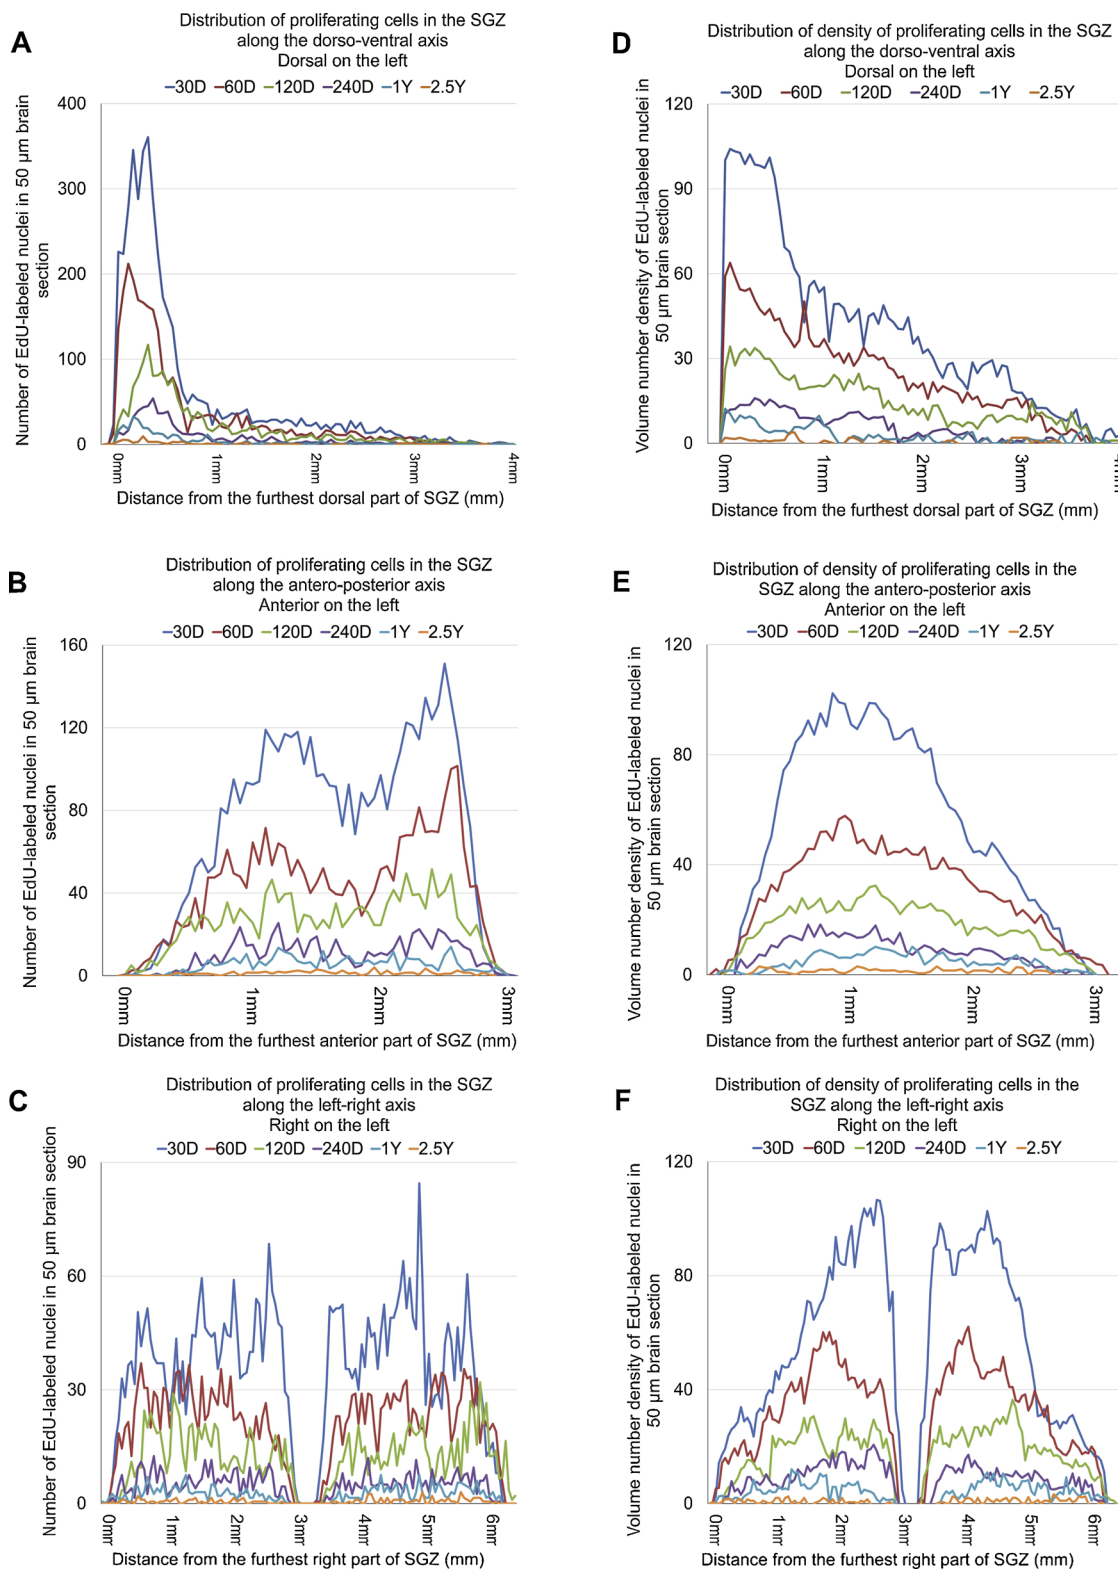 A
Distribution of proliferating cells in the SGZ
along the dorso-ventral axis
Dorsal on the left
30D 60D 120D 240D 1Y 2.5Y
Number of EdU-labeled nuclei in 50 µm brain
section
400
300
200
100
0
0mm 1mm 2mm 3mm 4mm
Distance from the furthest dorsal part of SGZ (mm)
D
Distribution of density of proliferating cells in the SGZ
along the dorso-ventral axis
Dorsal on the left
30D 60D 120D 240D 1Y 2.5Y
Volume number density of EdU-labeled nuclei in
50 µm brain section
120
90
60
30
0
0mm 1mm 2mm 3mm 4mm
Distance from the furthest dorsal part of SGZ (mm)
B
Distribution of proliferating cells in the SGZ
along the antero-posterior axis
Anterior on the left
30D 60D 120D 240D 1Y 2.5Y
Number of EdU-labeled nuclei in 50 µm brain
section
160
120
80
40
0
0mm 1mm 2mm 3mm
Distance from the furthest anterior part of SGZ (mm)
E
Distribution of density of proliferating cells in the
SGZ along the antero-posterior axis
Anterior on the left
30D 60D 120D 240D 1Y 2.5Y
Volume number density of EdU-labeled nuclei in
50 µm brain section
120
80
40
0
0mm 1mm 2mm 3mm
Distance from the furthest anterior part of SGZ (mm)
C
Distribution of proliferating cells in the SGZ
along the left-right axis
Right on the left
30D 60D 120D 240D 1Y 2.5Y
Number of EdU-labeled nuclei in 50 µm brain section
90
60
30
0
0mm 1mm 2mm 3mm 4mm 5mm 6mm
Distance from the furthest right part of SGZ (mm)
F
Distribution of density of proliferating cells in the
SGZ along the left-right axis
Right on the left
30D 60D 120D 240D 1Y 2.5Y
Volume number density of EdU-labeled nuclei in
50 µm brain section
120
80
40
0
0mm 1mm 2mm 3mm 4mm 5mm 6mm
Distance from the furthest right part of SGZ (mm)